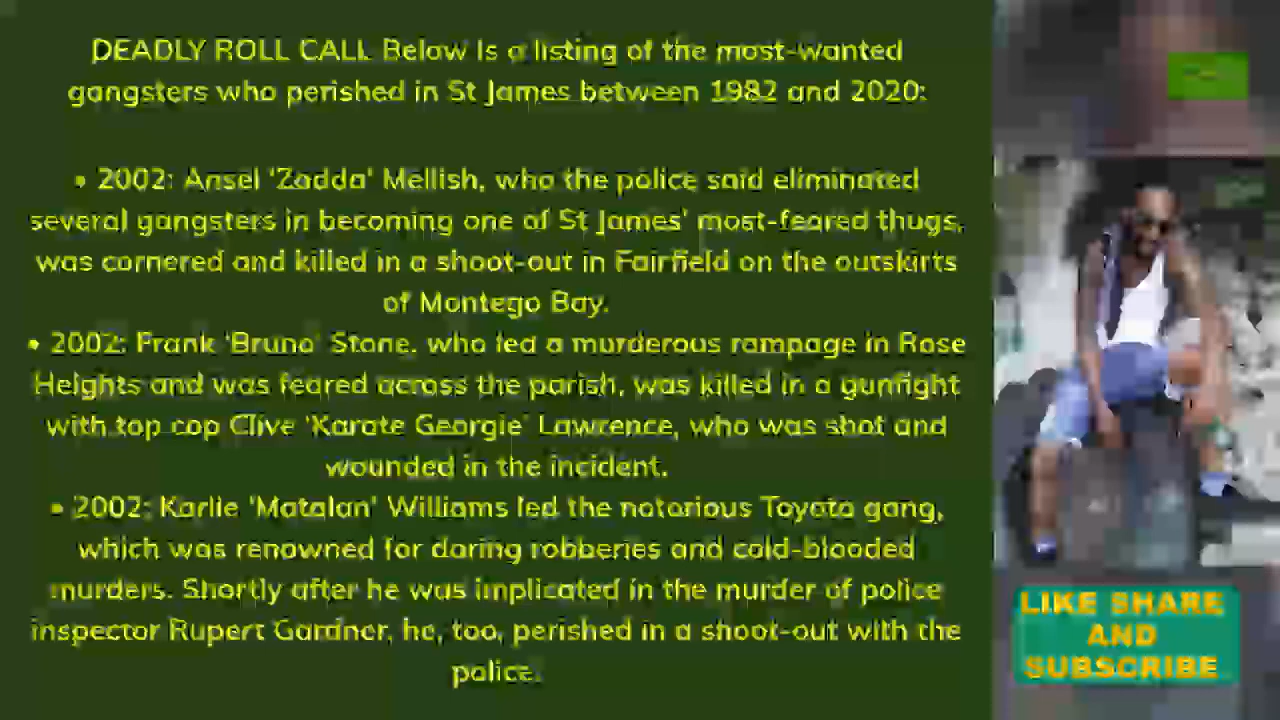 DEADLY ROLL CALL Below Is a listing of the most-wanted
gangsters who perished in St James between 1982 and 2020:
• 2002: Ansel 'Zadda' Mellish, who the police said eliminated
several gangsters in becoming one of St James' most-feared thugs,
was cornered and killed in a shoot-out in Fairfield on the outskirts
of Montego Bay.
• 2002: Frank 'Bruno' Stone, who led a murderous rampage in Rose
Heights and was feared across the parish, was killed in a gunfight
with top cop Clive 'Karate Georgie' Lawrence, who was shot and
wounded in the incident.
• 2002: Karlie 'Matalan' Williams led the notorious Toyota gang,
which was renowned for daring robberies and cold-blooded
murders. Shortly after he was implicated in the murder of police
inspector Rupert Gardner, he, too, perished in a shoot-out with the
police.
LIKE SHARE
AND
SUBSCRIBE